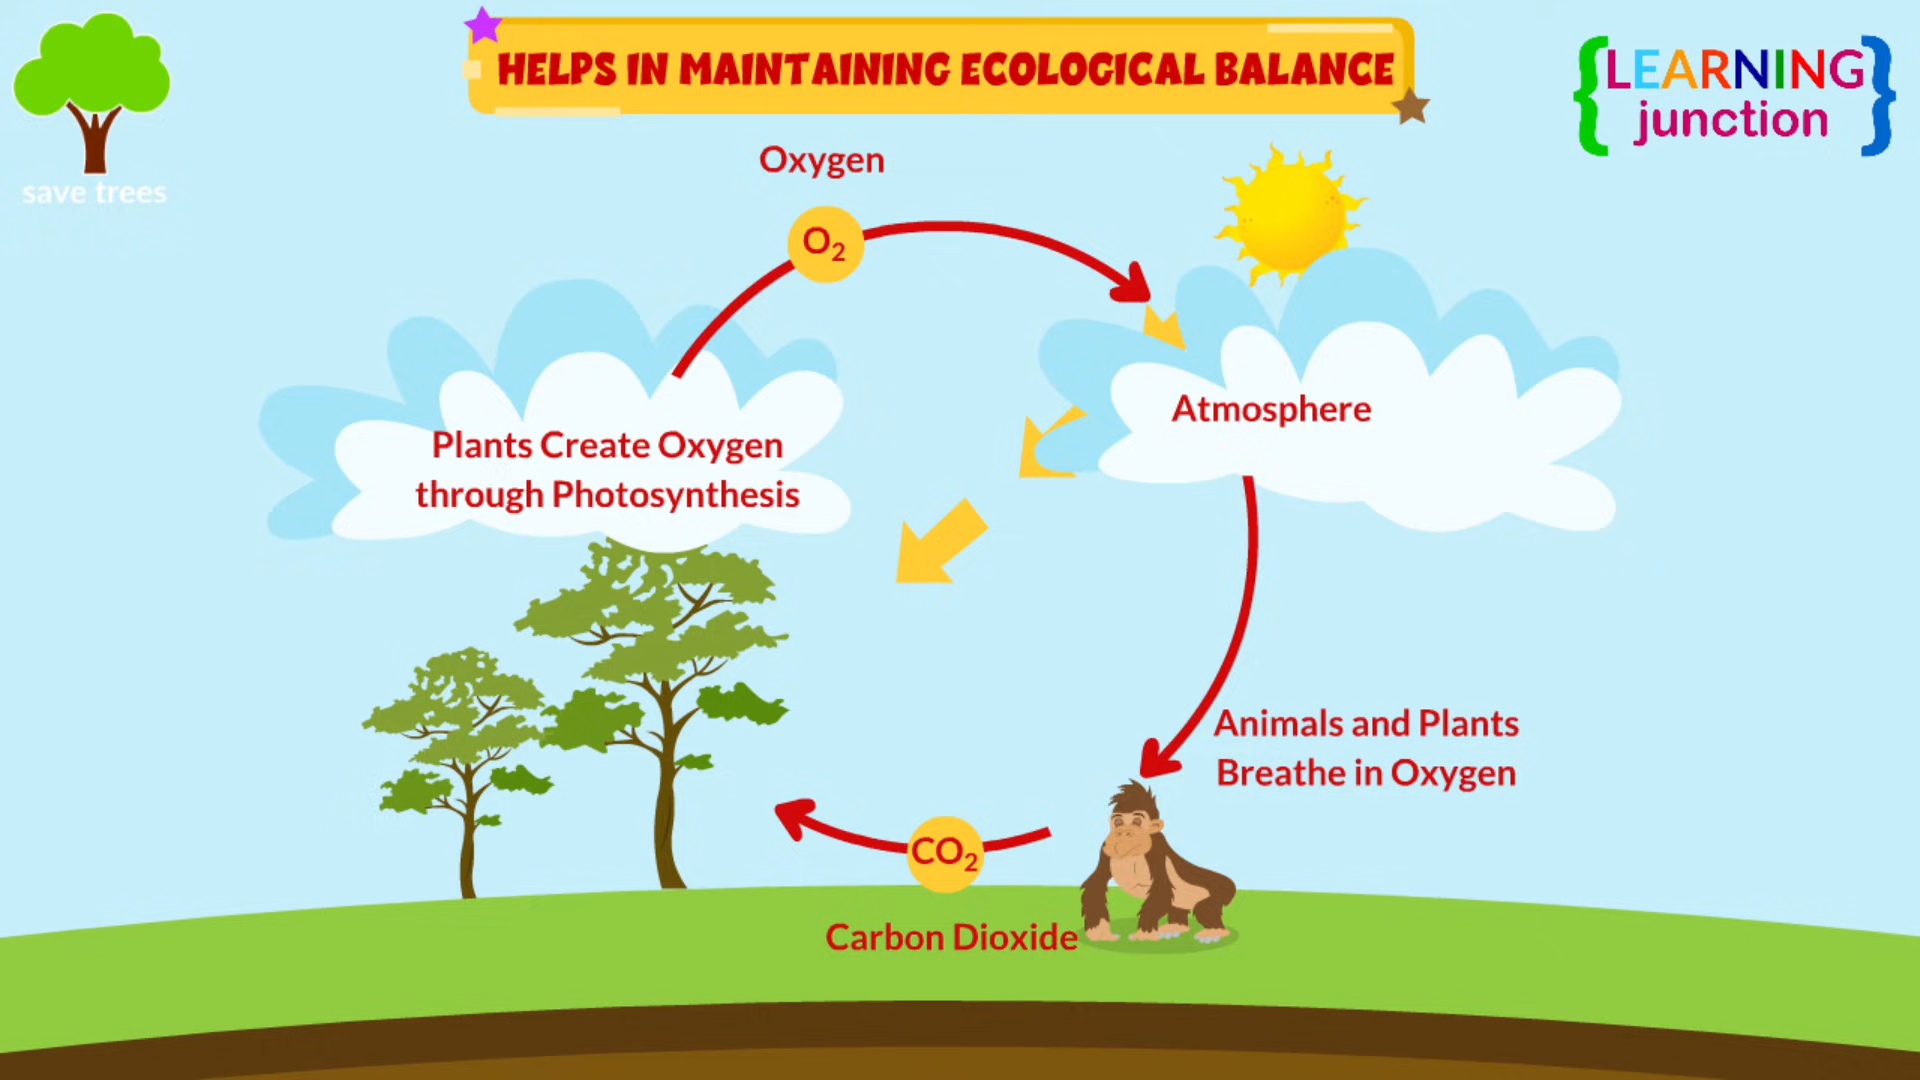 HELPS IN MAINTAINING ECOLOGICAL BALANCE
{LEARNING}
junction
save trees
Oxygen
O₂
Atmosphere
Plants Create Oxygen
through Photosynthesis
Animals and Plants
Breathe in Oxygen
CO₂
Carbon Dioxide